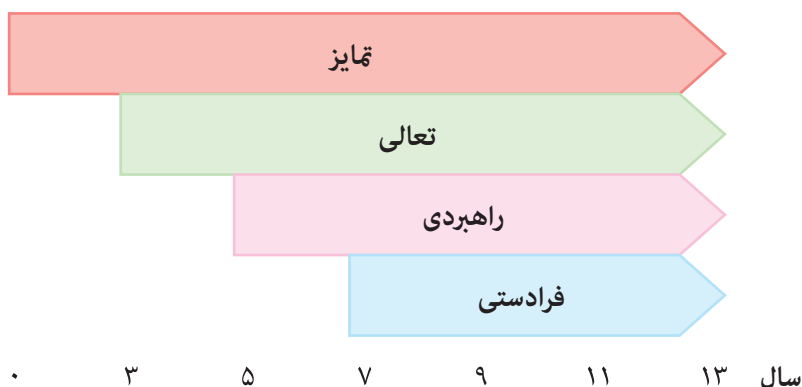 تمایز
تعالی
راهبردی
فرادستی
۰ ۳ ۵ ۷ ۹ ۱۱ ۱۳ سال